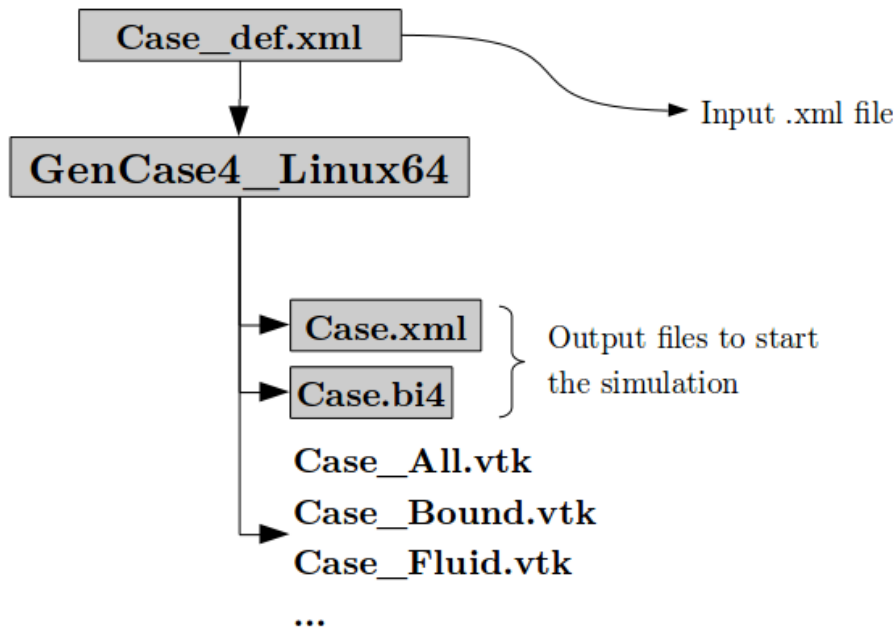 Case_def.xml
Input .xml file
GenCase4_Linux64
Case.xml
Case.bi4
Output files to start
the simulation
Case_All.vtk
Case_Bound.vtk
Case_Fluid.vtk
...